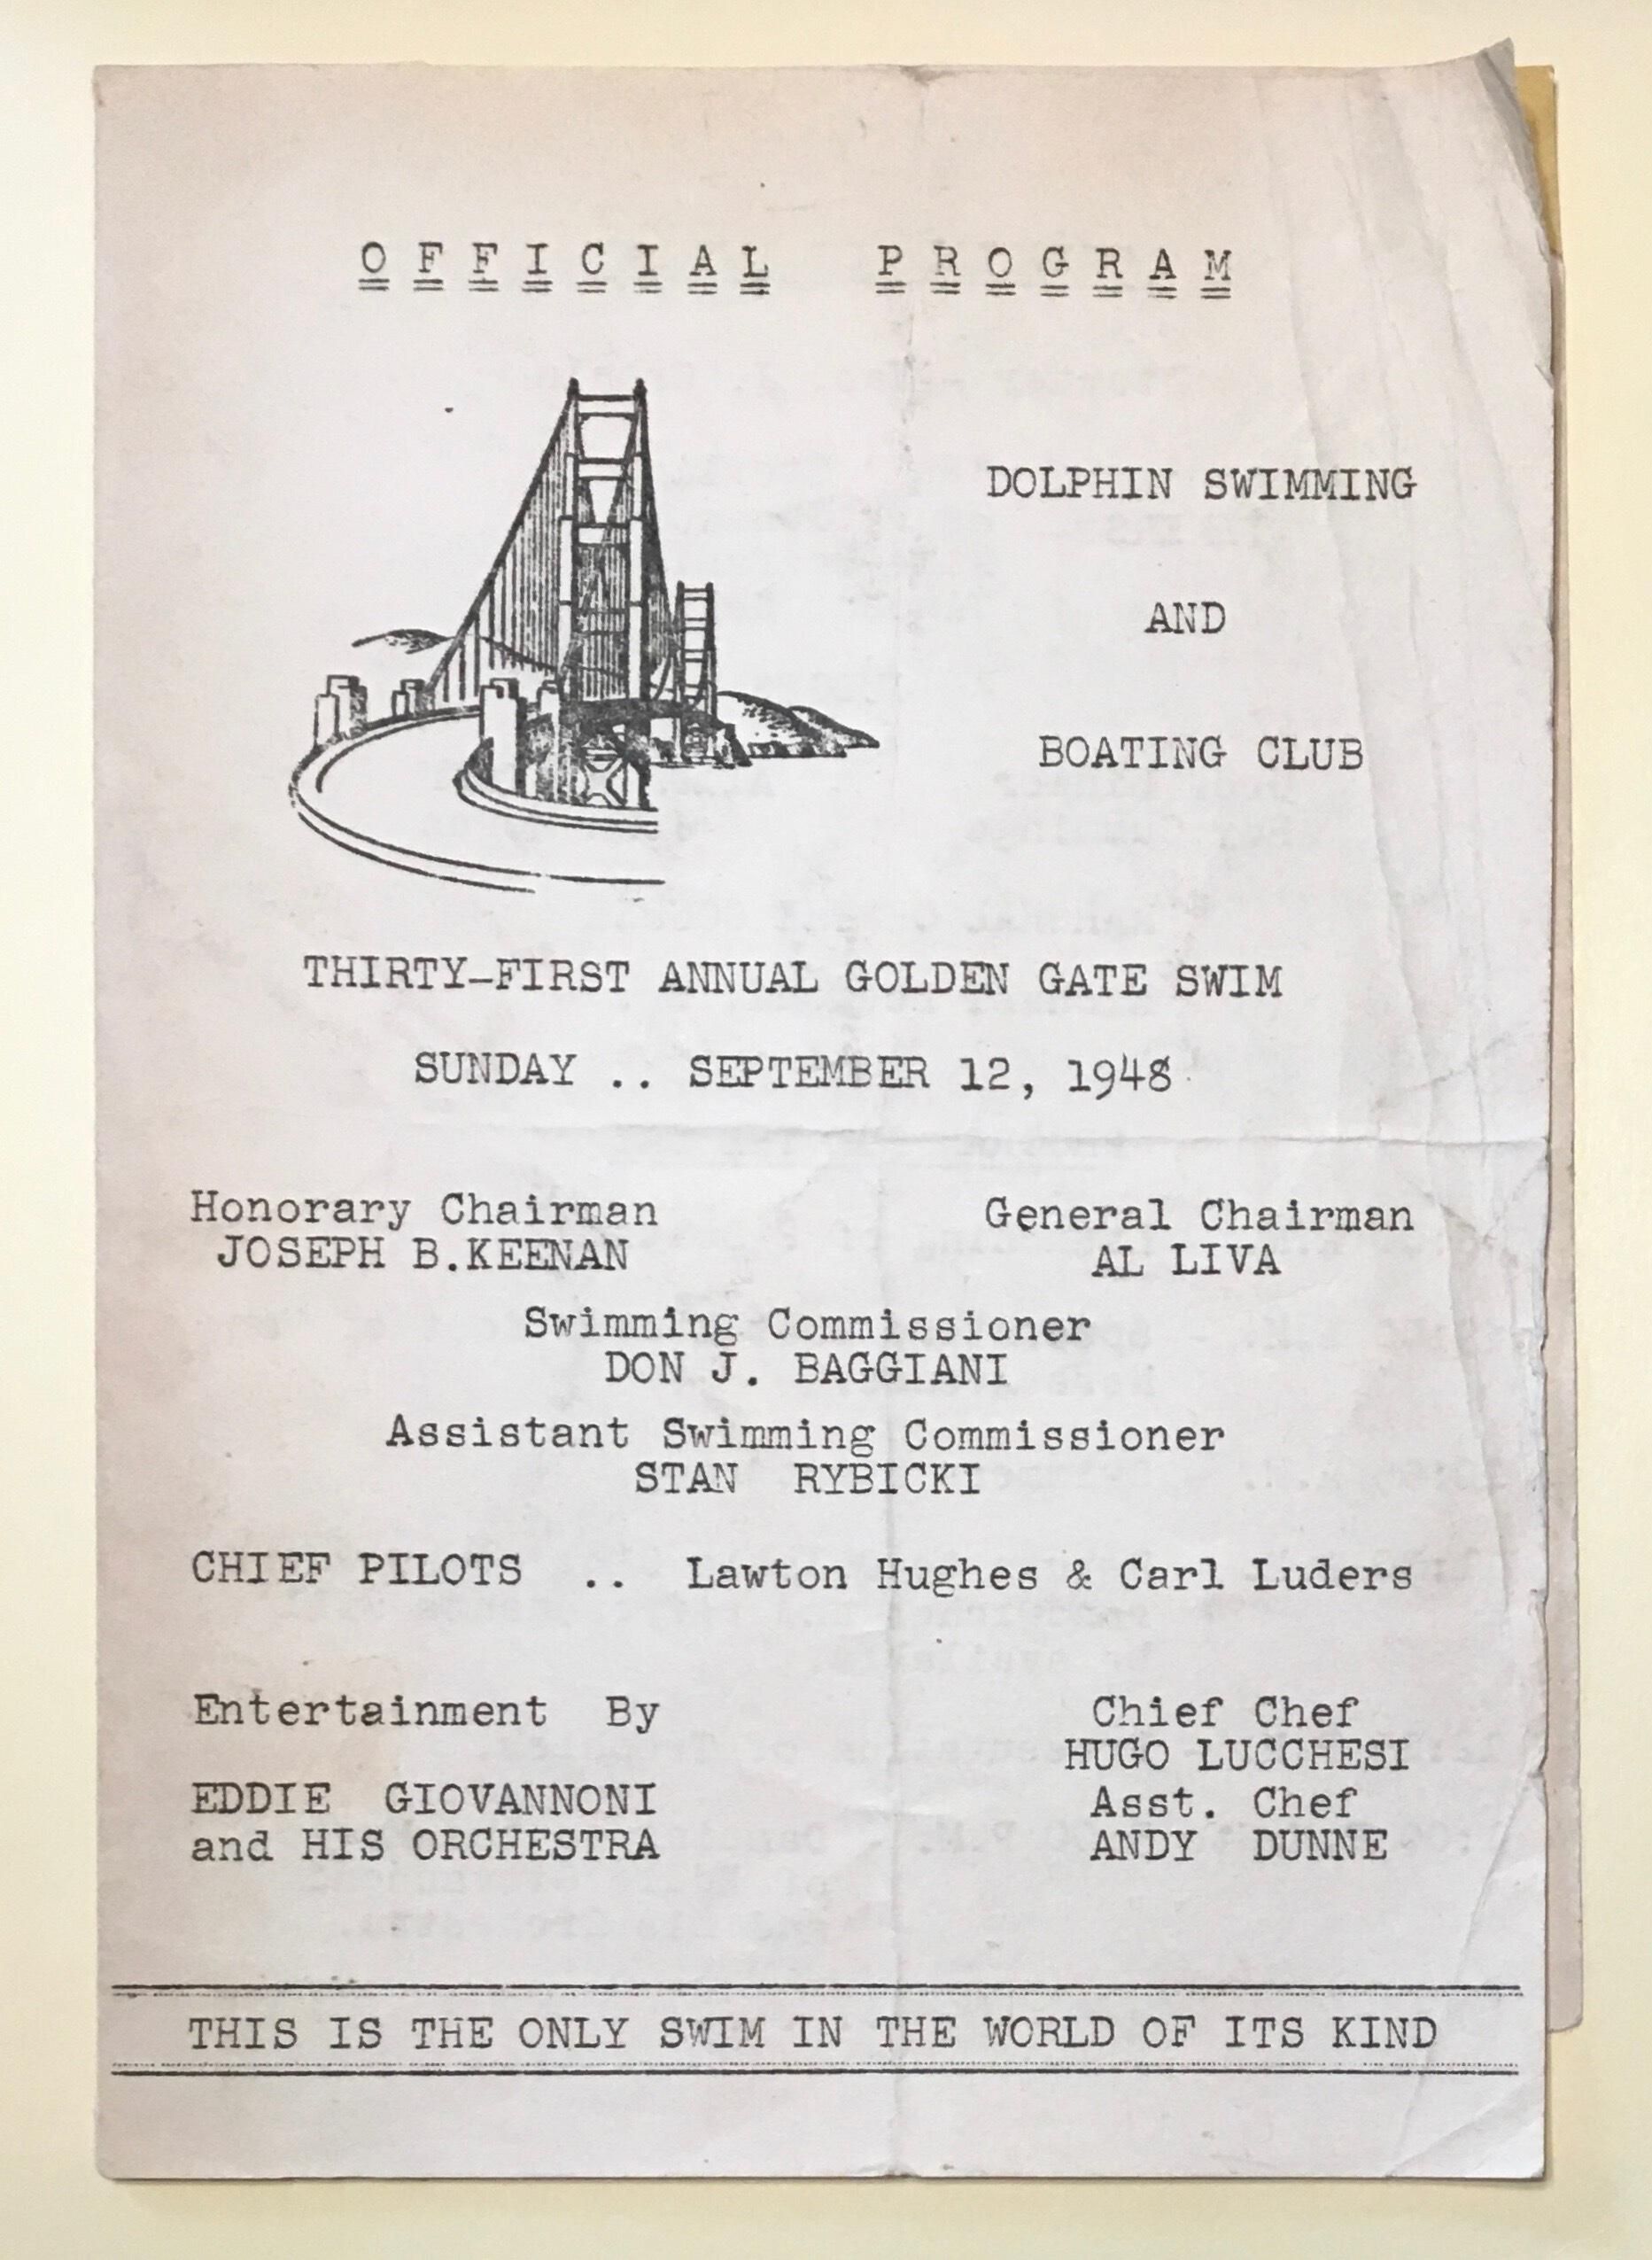 OFFICIAL PROGRAM
DOLPHIN SWIMMING
AND
BOATING CLUB
THIRTY-FIRST ANNUAL GOLDEN GATE SWIM
SUNDAY .. SEPTEMBER 12, 1948
Honorary Chairman
JOSEPH B.KEENAN
General Chairman
AL LIVA
Swimming Commissioner
DON J. BAGGIANI
Assistant Swimming Commissioner
STAN RYBICKI
CHIEF PILOTS .. Lawton Hughes & Carl Luders
Entertainment By
EDDIE GIOVANNONI
and HIS ORCHESTRA
Chief Chef
HUGO LUCCHESI
Asst. Chef
ANDY DUNNE
THIS IS THE ONLY SWIM IN THE WORLD OF ITS KIND